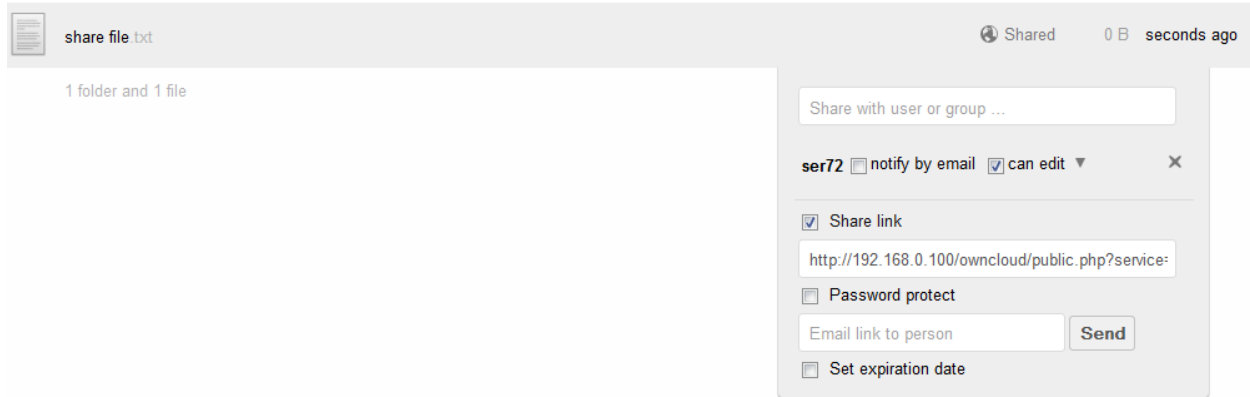 share file.txt Shared 0 B seconds ago
1 folder and 1 file
Share with user or group ...
ser72 notify by email can edit
Share link
http://192.168.0.100/owncloud/public.php?service=
Password protect
Email link to person Send
Set expiration date